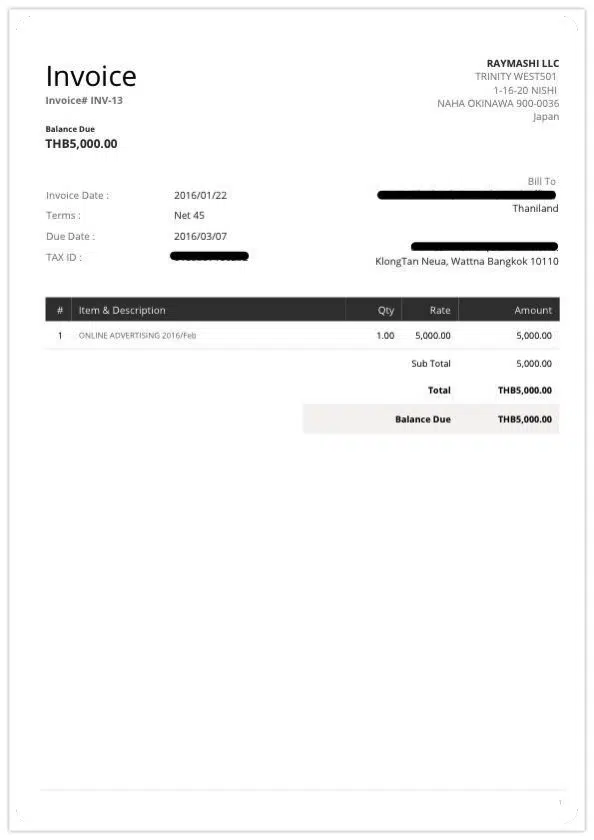 Invoice
Invoice# INV-13
Balance Due
THB5,000.00
RAYMASHI LLC
TRINITY WEST501
1-16-20 NISHI
NAHA OKINAWA 900-0036
Japan
Invoice Date : 2016/01/22
Terms : Net 45
Due Date : 2016/03/07
TAX ID :
Bill To
Thaniland
KlongTan Neua, Wattna Bangkok 10110
# Item & Description Qty Rate Amount
1 ONLINE ADVERTISING 2016/Feb 1.00 5,000.00 5,000.00
Sub Total 5,000.00
Total THB5,000.00
Balance Due THB5,000.00
1